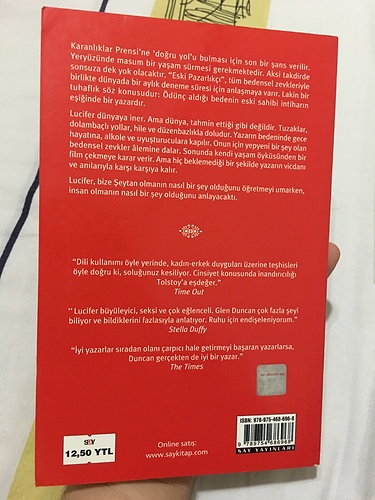 Karanlıklar Prensi'ne 'doğru yol'u bulması için son bir şans verilir.
Yeryüzünde masum bir yaşam sürmesi gerekmektedir. Aksi takdirde
sonsuza dek yok olacaktır. "Eski Pazarlıkçı", tüm bedensel zevkleriyle
birlikte dünyada bir aylık deneme süresi için anlaşmaya varır. Lakin bir
tuhaflık söz konusudur: Ödünç aldığı bedenin eski sahibi intiharın
eşiğinde bir yazardır.
Lucifer dünyaya iner. Ama dünya, tahmin ettiği gibi değildir. Tuzaklar,
dolambaçlı yollar, hile ve düzenbazlıkla doludur. Yazarın bedeninde gece
hayatına, alkole ve uyuşturuculara kapılır. Onun için yepyeni bir şey olan
bedensel zevkler âlemine dalar. Sonunda kendi yaşam öyküsünden bir
film çekmeye karar verir. Ama hiç beklemediği bir şekilde yazarın vicdanı
ve anılarıyla karşı karşıya kalır.
Lucifer, bize Şeytan olmanın nasıl bir şey olduğunu öğretmeyi umarken,
insan olmanın nasıl bir şey olduğunu anlayacaktı.
"Dili kullanımı öyle yerinde, kadın-erkek duyguları üzerine teşhisleri
öyle doğru ki, soluğunuz kesiliyor. Cinsiyet konusunda inandırıcılığı
Tolstoy'a eşdeğer."
Time Out
"Lucifer büyüleyici, seksi ve çok eğlenceli. Glen Duncan çok fazla şeyi
biliyor ve bildiklerini fazlasıyla anlatıyor. Ruhu için endişeleniyorum."
Stella Duffy
"İyi yazarlar sıradan olanı çarpıcı hale getirmeyi başaran yazarlarsa,
Duncan gerçekten de iyi bir yazar."
The Times
SAY
12,50 YTL
Online satış:
www.saykitap.com
ISBN: 978-975-468-696-8
9 789754 686968
SAY YAYINLARI